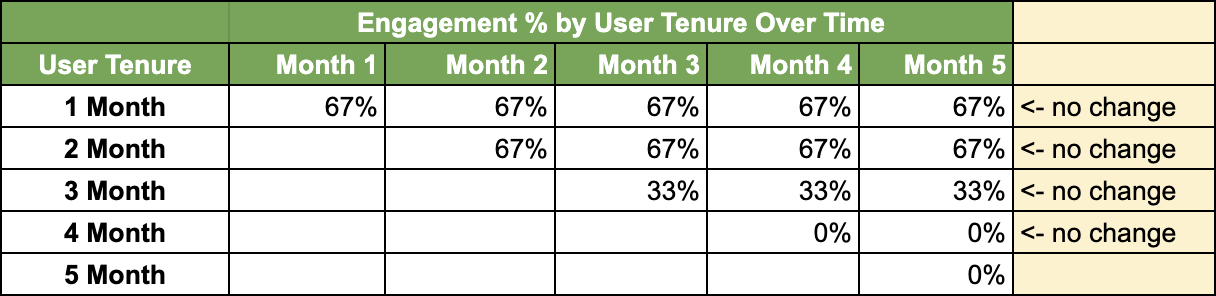 Engagement % by User Tenure Over Time
User Tenure Month 1 Month 2 Month 3 Month 4 Month 5
1 Month 67% 67% 67% 67% 67% <- no change
2 Month 67% 67% 67% 67% <- no change
3 Month 33% 33% 33% <- no change
4 Month 0% 0% <- no change
5 Month 0%